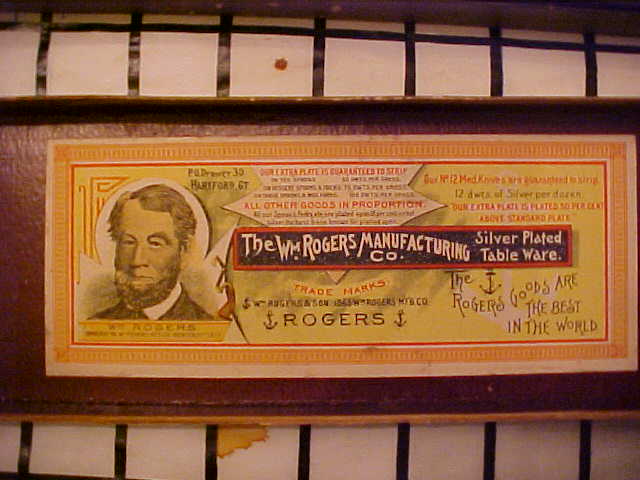 P.O. Drawer 30
HARTFORD, CT.
OUR EXTRA PLATE IS GUARANTEED TO STRIP
ALL OTHER GOODS IN PROPORTION.
Our No 12 Med. Knives are guaranteed to strip
12 dwts. of Silver per dozen.
OUR EXTRA PLATE IS PLATED 50 PER CENT
ABOVE STANDARD PLATE
The Wm ROGERS MANUFACTURING
Co.
Silver Plated
Table Ware.
TRADE MARKS.
Wm ROGERS & SON. 1865 Wm ROGERS MFG. CO.
ROGERS
The
ROGERS GOODS ARE
THE BEST
IN THE WORLD
Wm ROGERS.